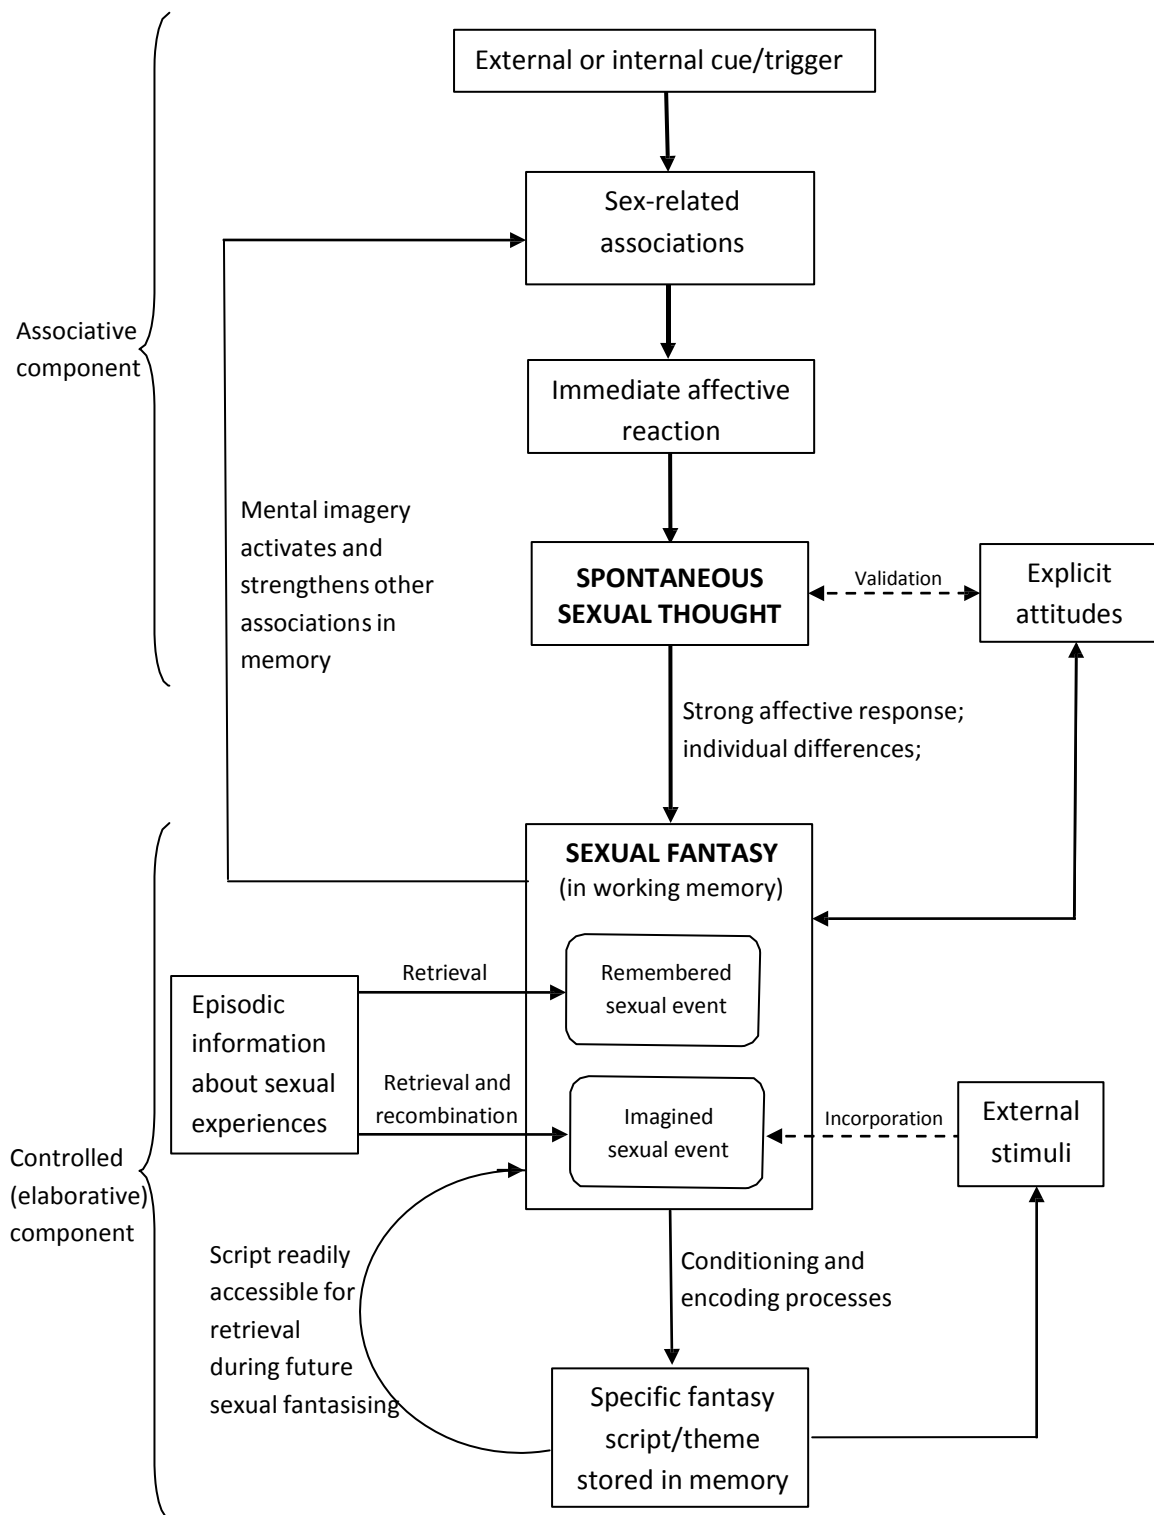 External or internal cue/trigger
Sex-related
associations
Associative
component
Immediate affective
reaction
Mental imagery
activates and
strengthens other
associations in
memory
SPONTANEOUS
SEXUAL THOUGHT
Validation
Explicit
attitudes
Strong affective response;
individual differences;
SEXUAL FANTASY
(in working memory)
Retrieval
Remembered
sexual event
Episodic
information
about sexual
experiences
Retrieval and
recombination
Imagined
sexual event
Incorporation
External
stimuli
Controlled
(elaborative)
component
Script readily
accessible for
retrieval
during future
sexual fantasising
Conditioning and
encoding processes
Specific fantasy
script/theme
stored in memory